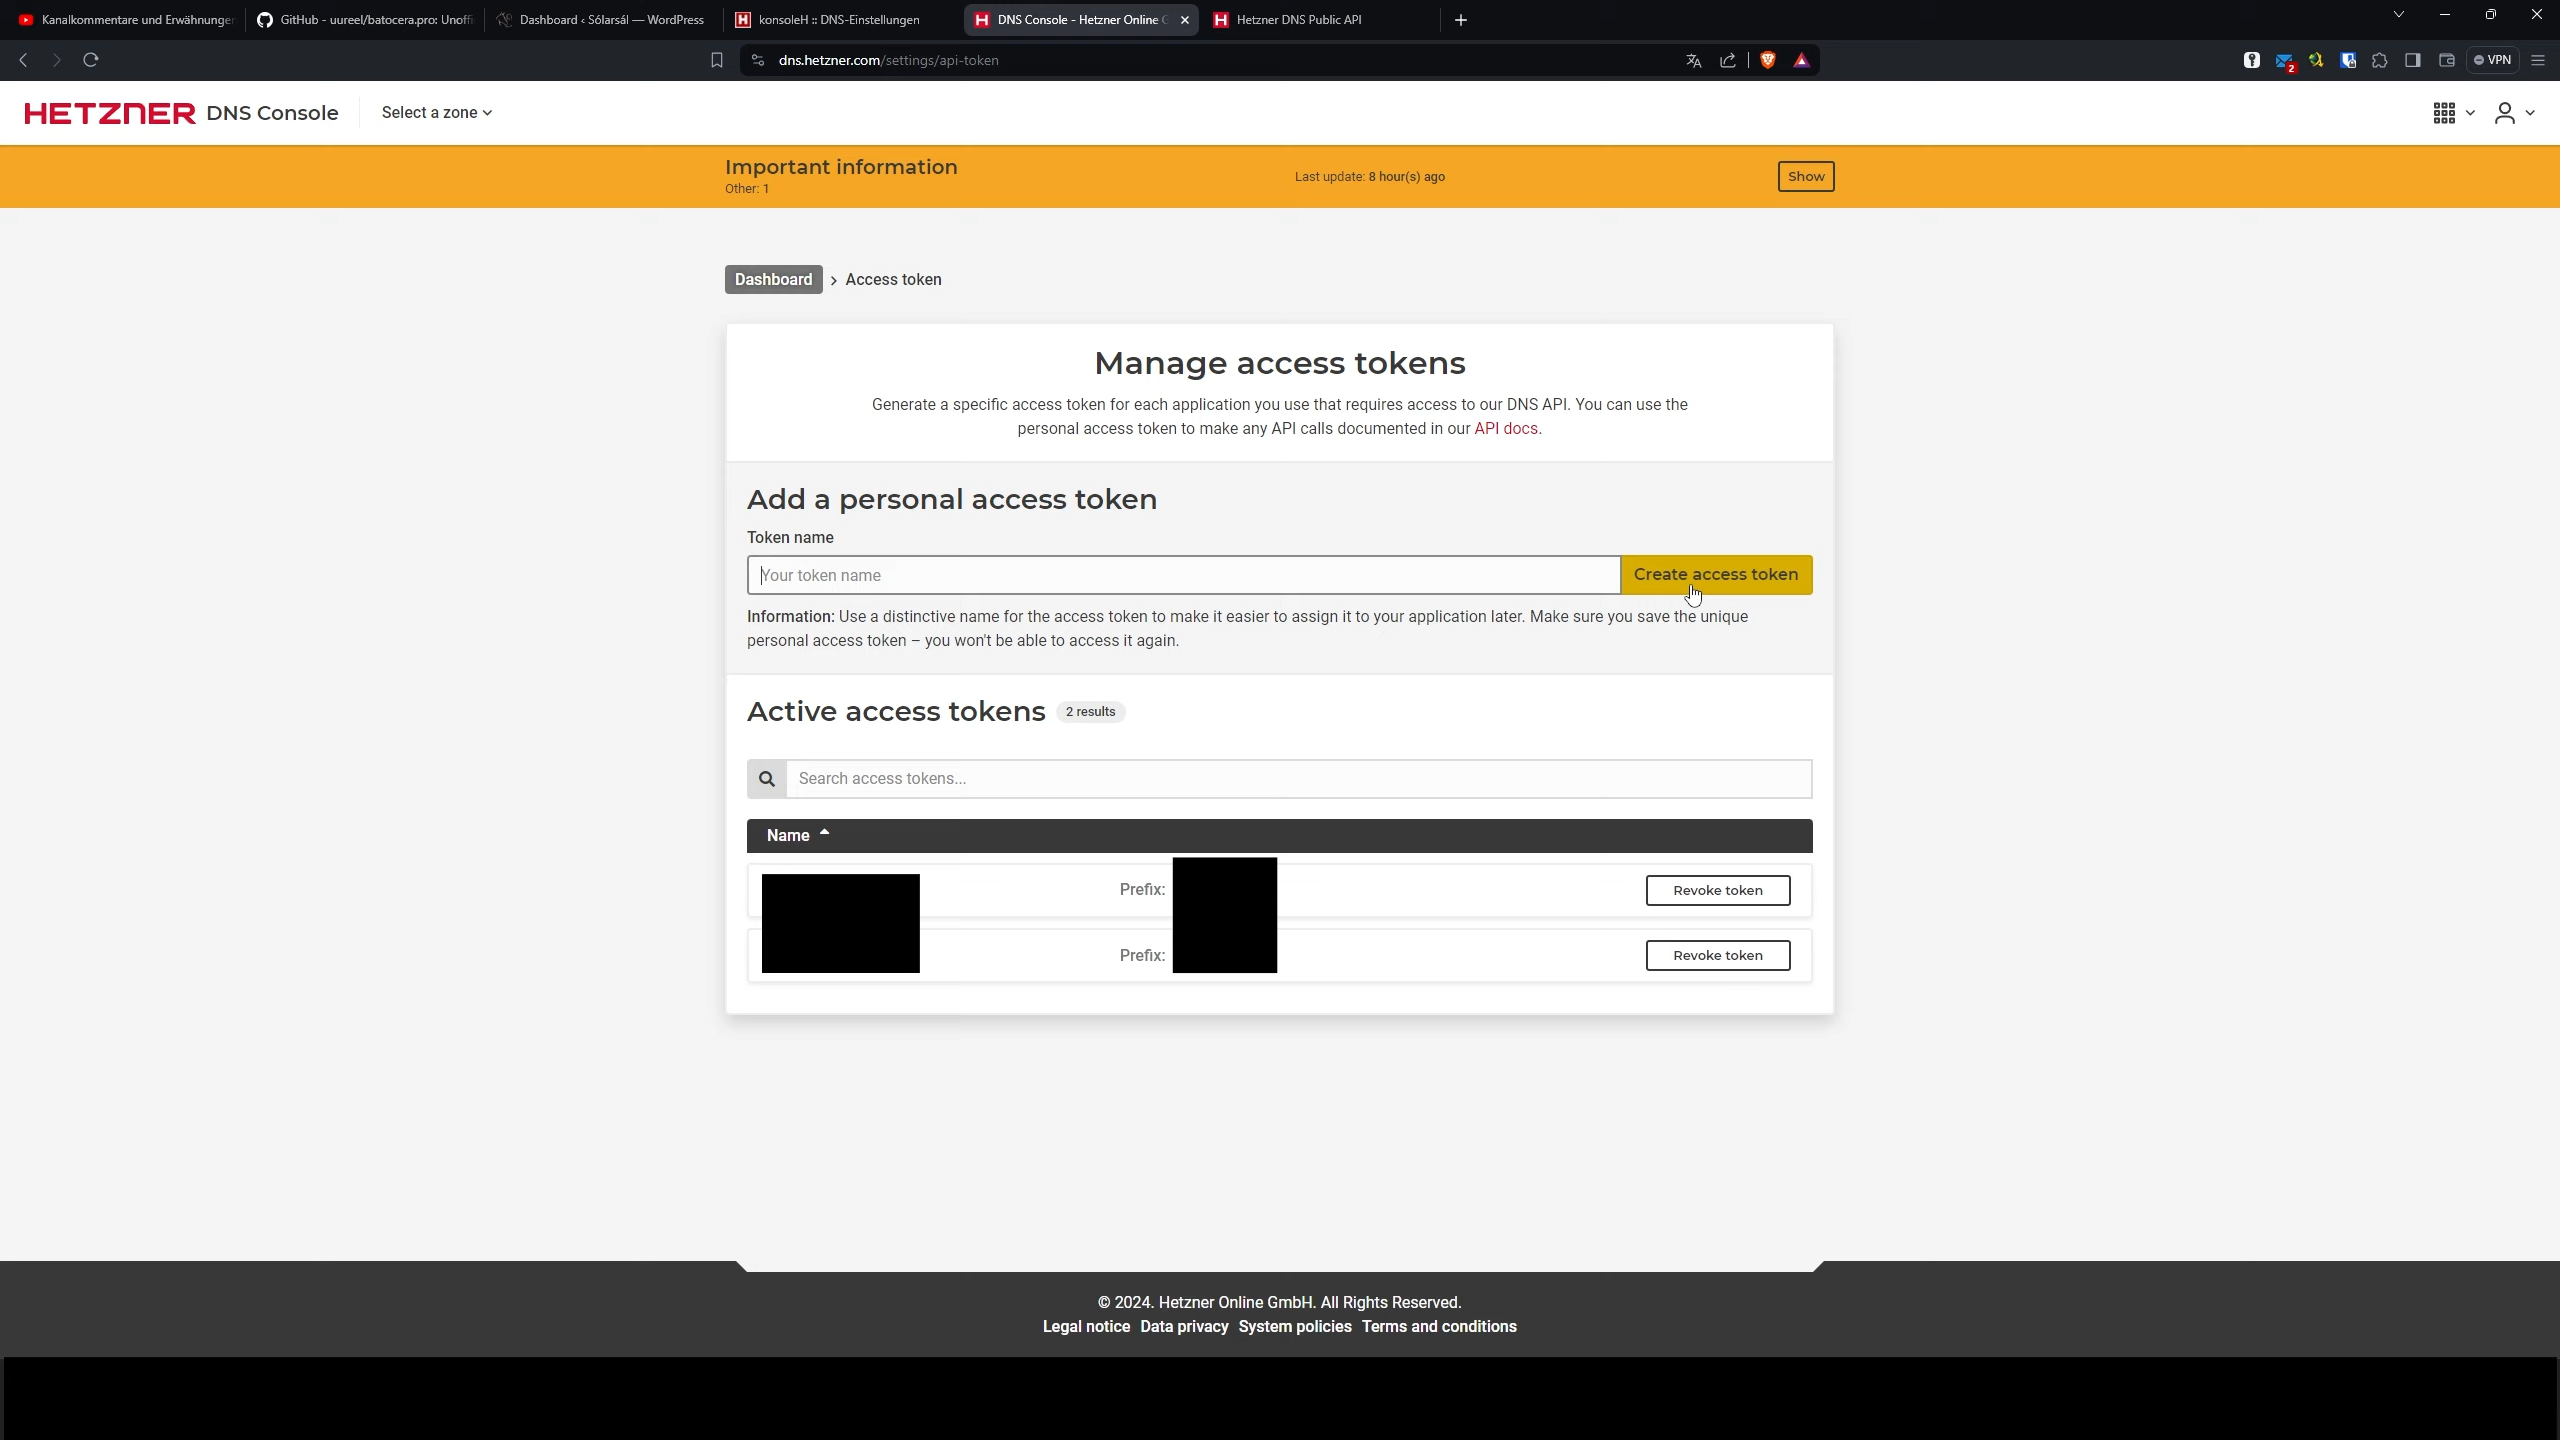 Kanalkommentare und Erwähnungen
GitHub - uureel/batocera.pro: Unoffi
Dashboard ‹ Sólarsál — WordPress
konsoleH :: DNS-Einstellungen
DNS Console - Hetzner Online G
Hetzner DNS Public API
dns.hetzner.com/settings/api-token
2
VPN
HETZNER DNS Console
Select a zone
Important information
Other: 1
Last update: 8 hour(s) ago
Show
Dashboard
Access token
Manage access tokens
Generate a specific access token for each application you use that requires access to our DNS API. You can use the
personal access token to make any API calls documented in our API docs.
Add a personal access token
Token name
Your token name
Create access token
Information: Use a distinctive name for the access token to make it easier to assign it to your application later. Make sure you save the unique
personal access token – you won't be able to access it again.
Active access tokens
2 results
Search access tokens...
Name
Prefix:
Revoke token
Prefix:
Revoke token
© 2024. Hetzner Online GmbH. All Rights Reserved.
Legal notice Data privacy System policies Terms and conditions